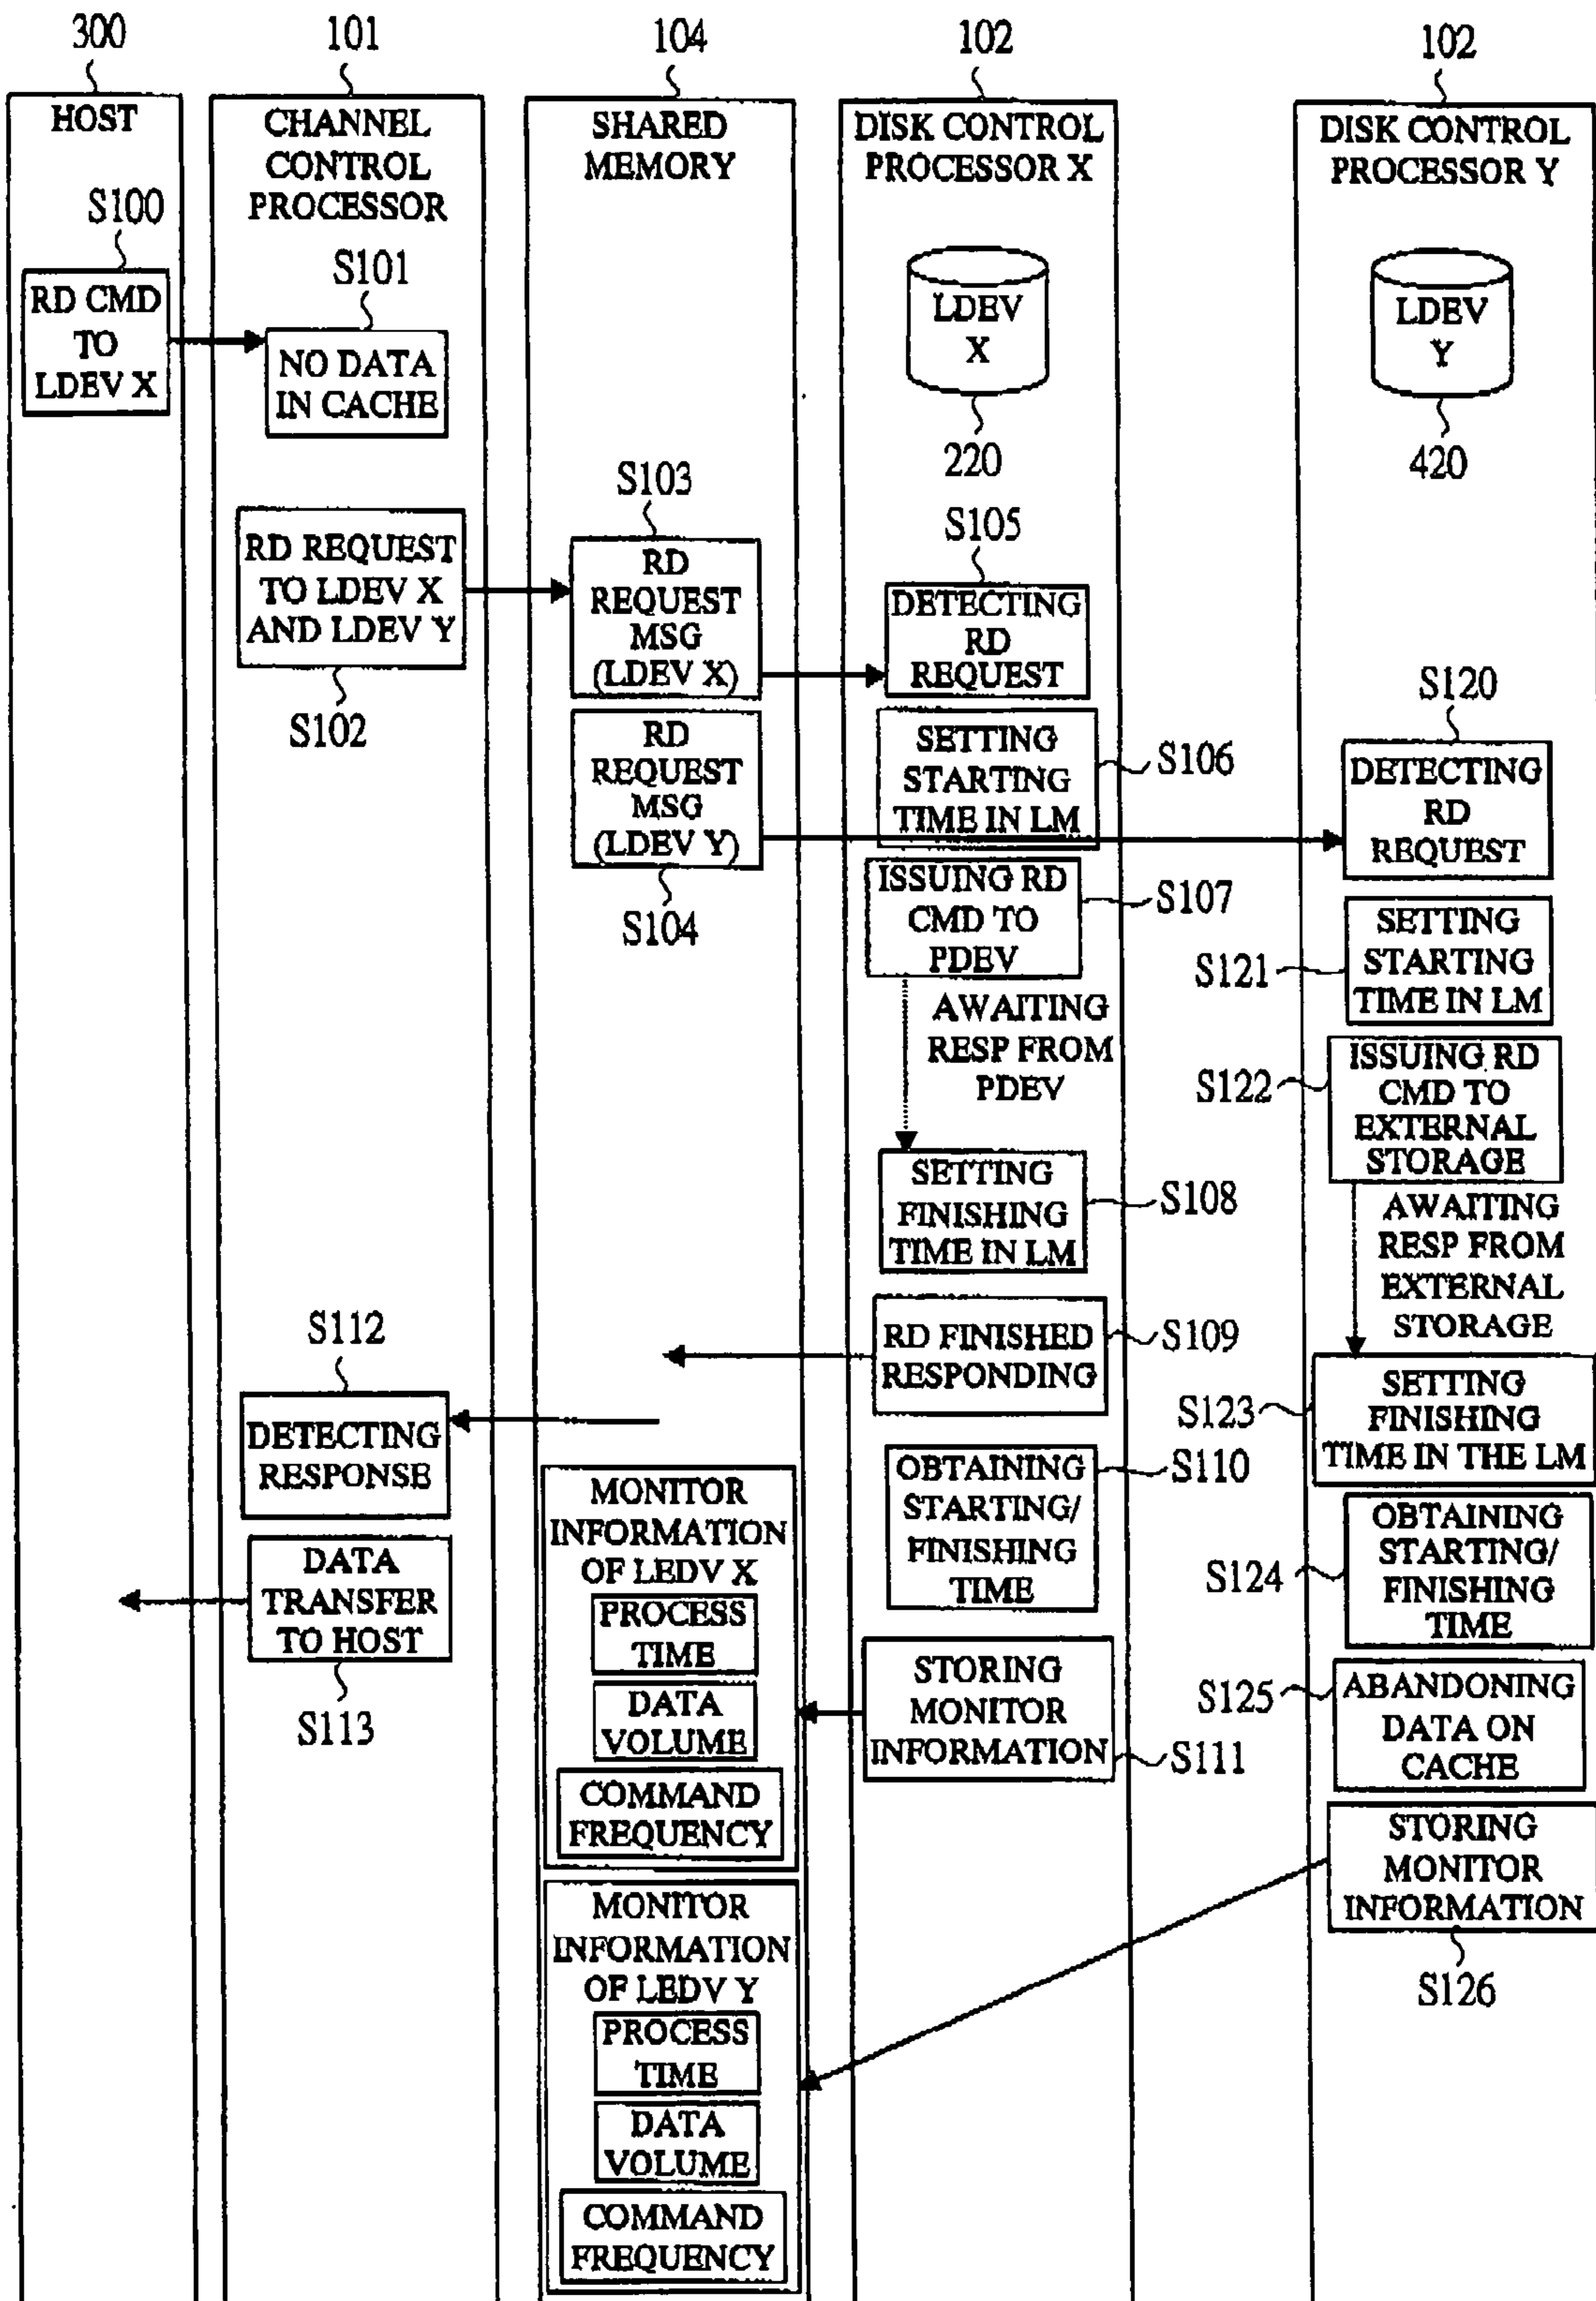 300
101
104
102
102
HOST
CHANNEL
CONTROL
PROCESSOR
SHARED
MEMORY
DISK CONTROL
PROCESSOR X
DISK CONTROL
PROCESSOR Y
S100
RD CMD
TO
LDEV X
S101
NO DATA
IN CACHE
LDEV
X
220
LDEV
Y
420
RD REQUEST
TO LDEV X
AND LDEV Y
S102
S103
RD
REQUEST
MSG
(LDEV X)
RD
REQUEST
MSG
(LDEV Y)
S104
S105
DETECTING
RD
REQUEST
SETTING
STARTING
TIME IN LM
S106
ISSUING RD
CMD TO
PDEV
S107
AWAITING
RESP FROM
PDEV
SETTING
FINISHING
TIME IN LM
S108
RD FINISHED
RESPONDING
S109
OBTAINING
STARTING/
FINISHING
TIME
S110
STORING
MONITOR
INFORMATION
S111
S120
DETECTING
RD
REQUEST
S121
SETTING
STARTING
TIME IN LM
S122
ISSUING RD
CMD TO
EXTERNAL
STORAGE
AWAITING
RESP FROM
EXTERNAL
STORAGE
S123
SETTING
FINISHING
TIME IN THE LM
S124
OBTAINING
STARTING/
FINISHING
TIME
S125
ABANDONING
DATA ON
CACHE
STORING
MONITOR
INFORMATION
S126
S112
DETECTING
RESPONSE
DATA
TRANSFER
TO HOST
S113
MONITOR
INFORMATION
OF LEDV X
PROCESS
TIME
DATA
VOLUME
COMMAND
FREQUENCY
MONITOR
INFORMATION
OF LEDV Y
PROCESS
TIME
DATA
VOLUME
COMMAND
FREQUENCY